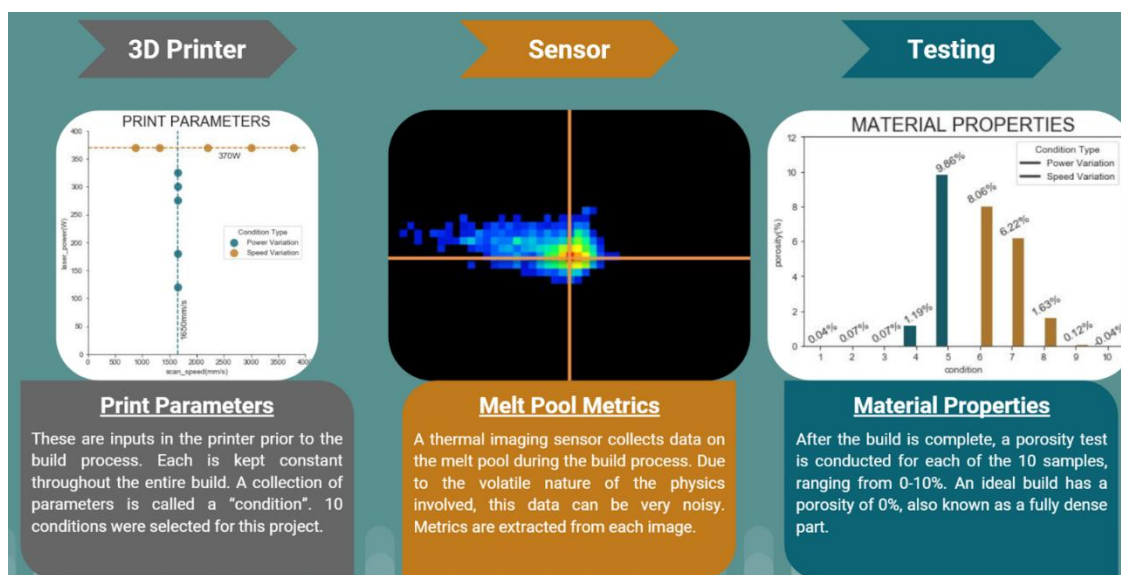 3D Printer
Sensor
Testing
PRINT PARAMETERS
400
350
300
250
200
150
100
50
0
laser_power(W)
370W
Condition Type
Power Variation
Speed Variation
1650mm/s
0 500 1000 1500 2000 2500 3000 3500 4000
scan_speed(mm/s)
MATERIAL PROPERTIES
12
10
8
6
4
2
0
porosity(%)
Condition Type
Power Variation
Speed Variation
0.04% 0.07% 0.07% 1.19% 9.86% 8.06% 6.22% 1.63% 0.12% -0.04%
1 2 3 4 5 6 7 8 9 10
condition
Print Parameters
These are inputs in the printer prior to the
build process. Each is kept constant
throughout the entire build. A collection of
parameters is called a “condition”. 10
conditions were selected for this project.
Melt Pool Metrics
A thermal imaging sensor collects data on
the melt pool during the build process. Due
to the volatile nature of the physics
involved, this data can be very noisy.
Metrics are extracted from each image.
Material Properties
After the build is complete, a porosity test
is conducted for each of the 10 samples,
ranging from 0-10%. An ideal build has a
porosity of 0%, also known as a fully dense
part.